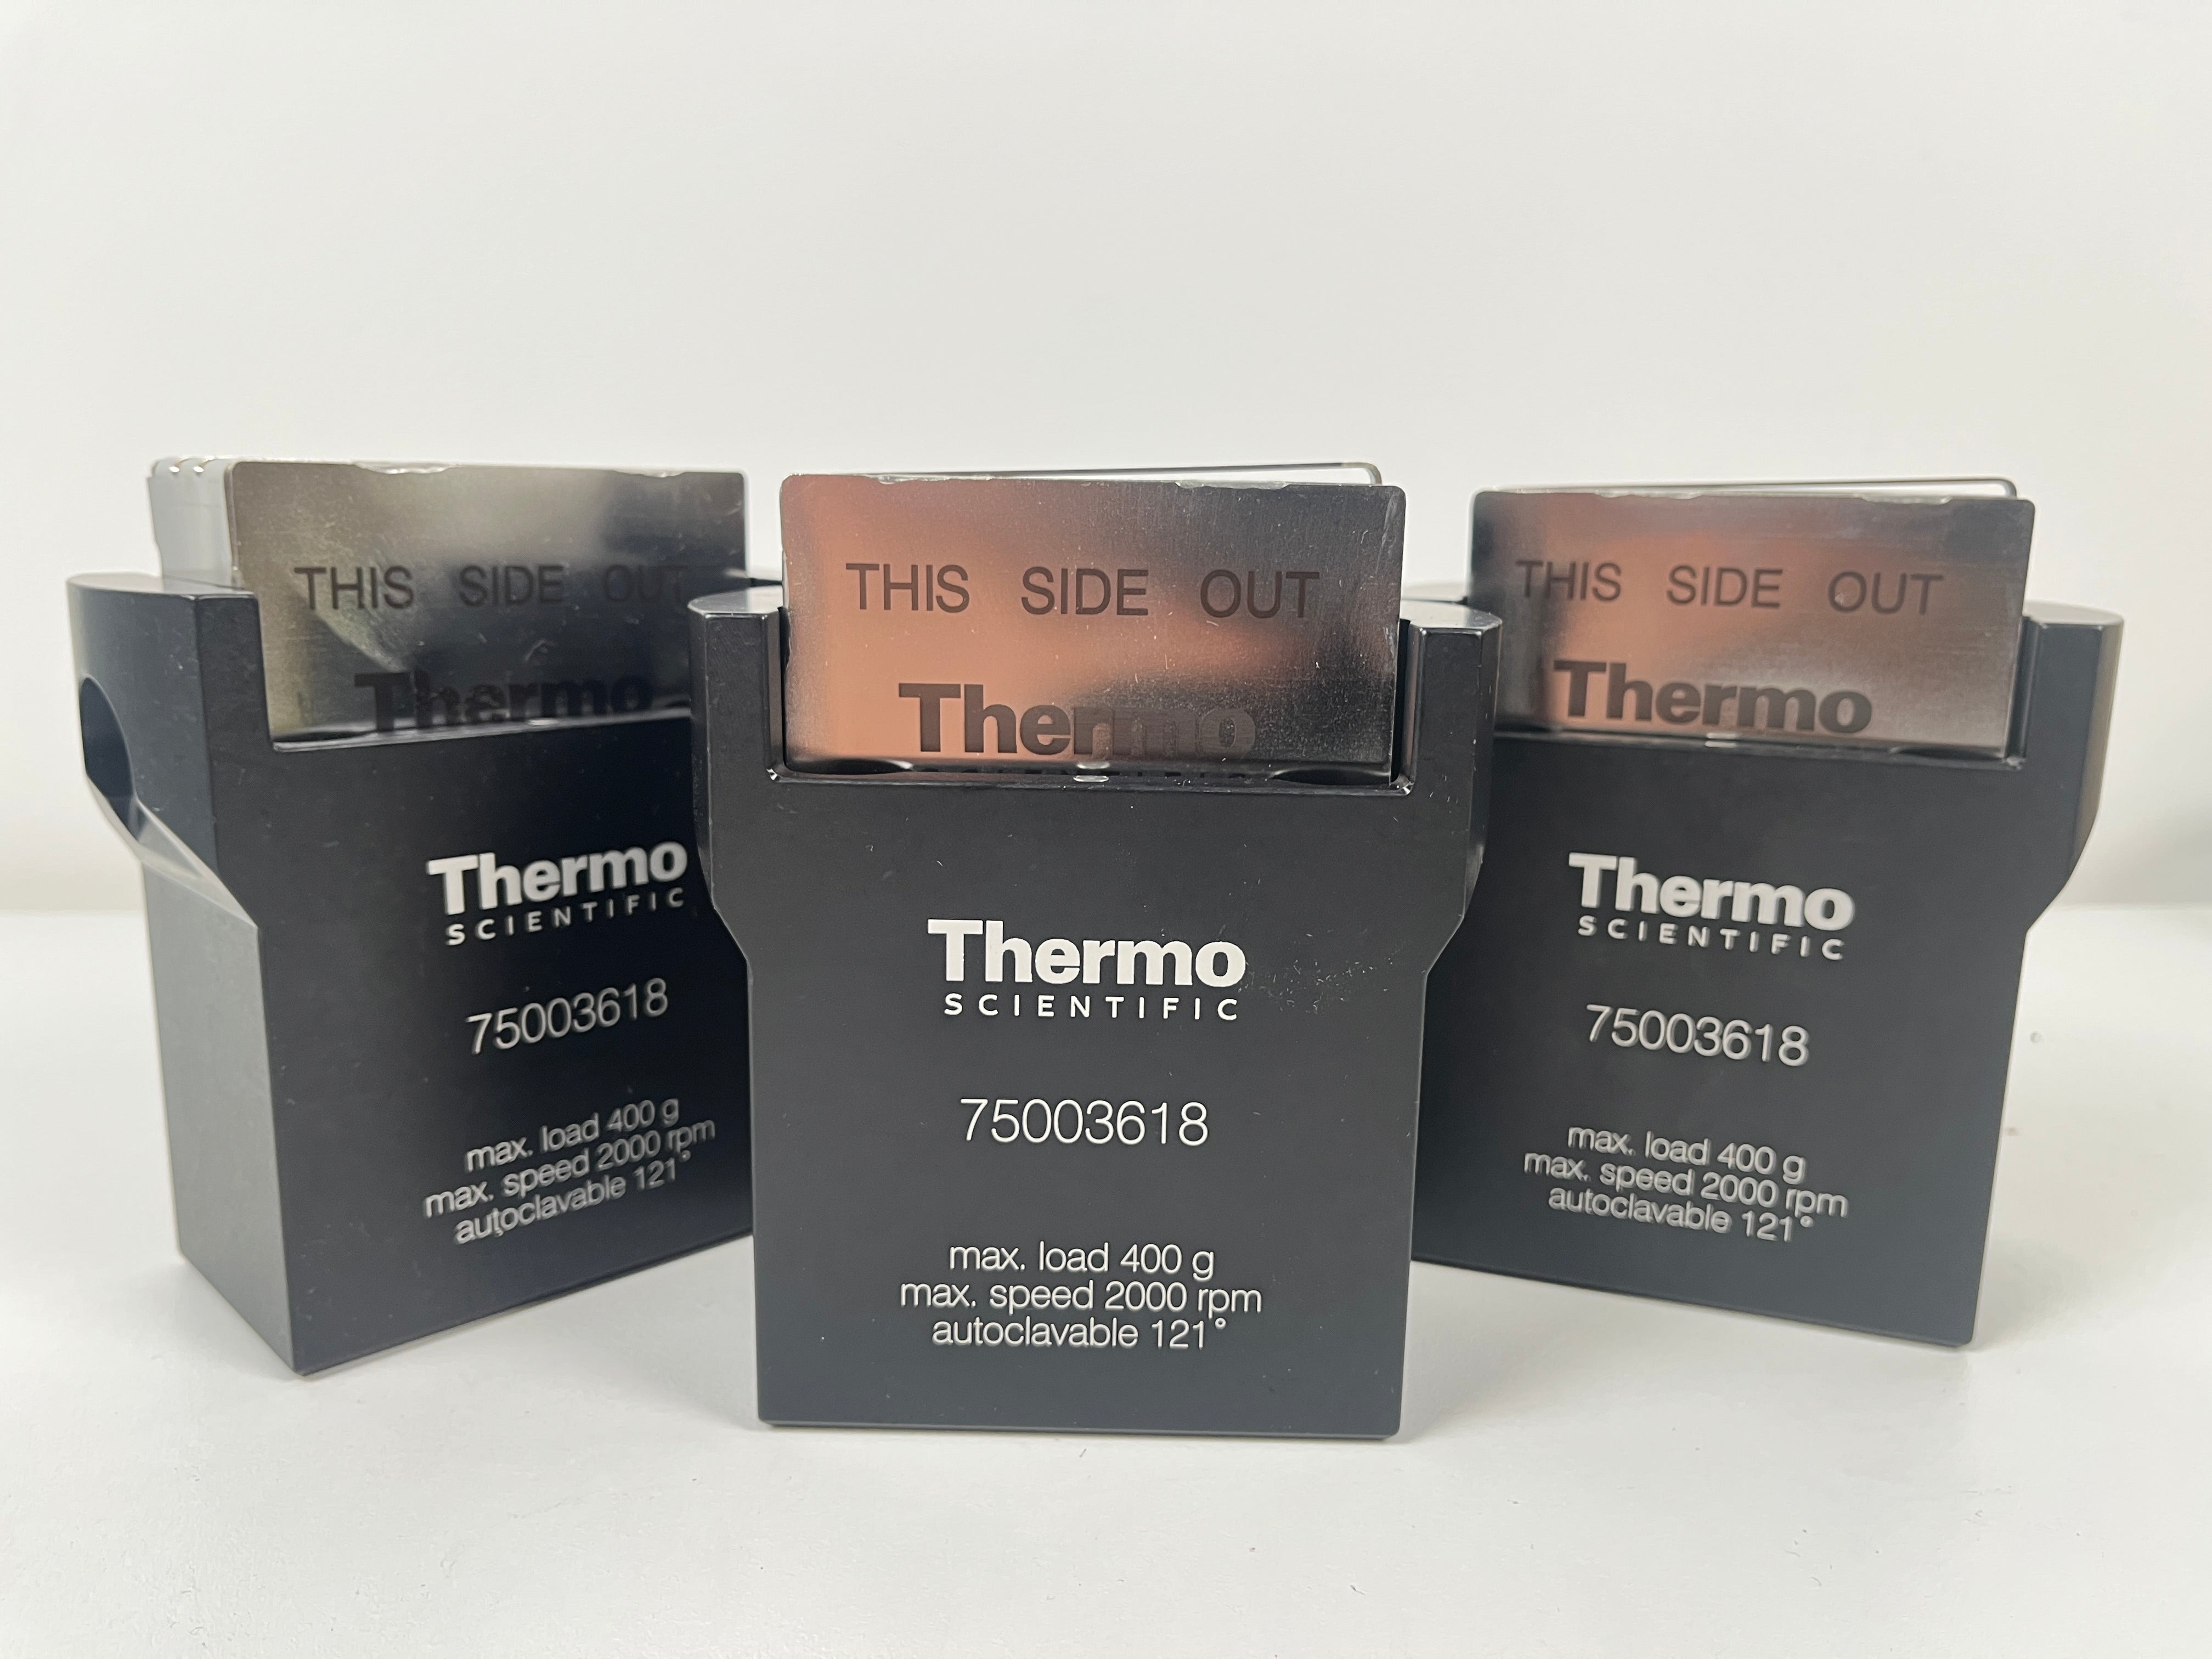 THIS SIDE OUT
Thermo
Thermo
SCIENTIFIC
75003618
max. load 400 g
max. speed 2000 rpm
autoclavable 121°
THIS SIDE OUT
Thermo
Thermo
SCIENTIFIC
75003618
max. load 400 g
max. speed 2000 rpm
autoclavable 121°
THIS SIDE OUT
Thermo
Thermo
SCIENTIFIC
75003618
max. load 400 g
max. speed 2000 rpm
autoclavable 121°